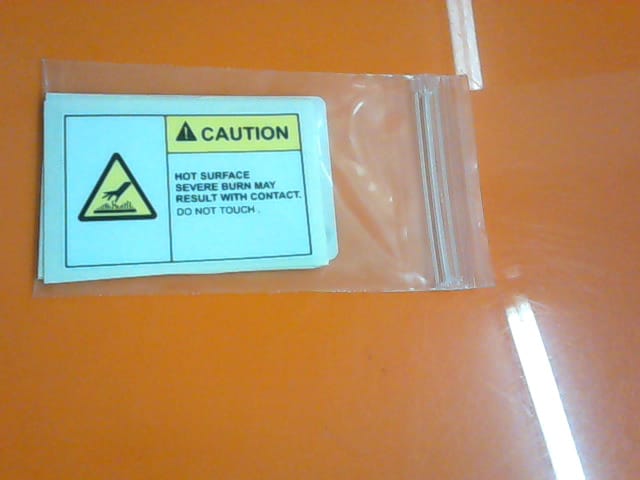 CAUTION
HOT SURFACE
SEVERE BURN MAY
RESULT WITH CONTACT.
DO NOT TOUCH .